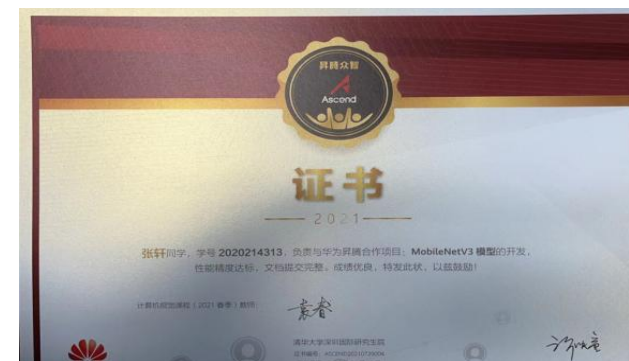 昇腾众智
Ascend
证书
2021
张轩同学，学号 2020214313，负责与华为昇腾合作项目：MobileNetV3 模型的开发，
性能精度达标，文档提交完整。成绩优良，特发此状，以兹鼓励！
计算机视觉课程（2021 春季）教师：
袁春
清华大学深圳国际研究生院